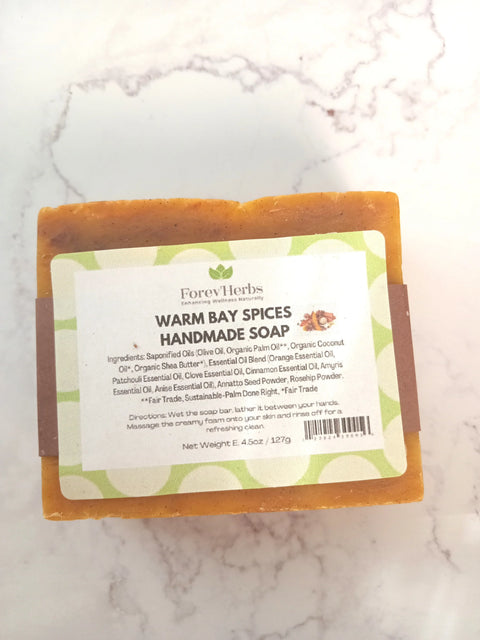 ForevHerbs
Enhancing Wellness Naturally
WARM BAY SPICES
HANDMADE SOAP
Ingredients: Saponified Oils (Olive Oil, Organic Palm Oil**, Organic Coconut
Oil*, Organic Shea Butter*), Essential Oil Blend (Orange Essential Oil,
Patchouli Essential Oil, Clove Essential Oil, Cinnamon Essential Oil, Amyris
Essential Oil, Anise Essential Oil), Annatto Seed Powder, Rosehip Powder.
**Fair Trade, Sustainable-Palm Done Right, *Fair Trade
Directions: Wet the soap bar, lather it between your hands.
Massage the creamy foam onto your skin and rinse off for a
refreshing clean.
Net Weight E. 4.5oz / 127g